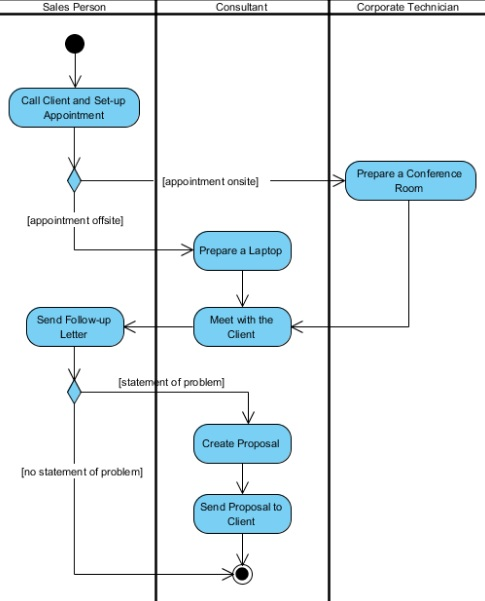 Sales Person
Consultant
Corporate Technician
Call Client and Set-up
Appointment
[appointment onsite]
Prepare a Conference
Room
[appointment offsite]
Prepare a Laptop
Send Follow-up
Letter
Meet with the
Client
[statement of problem]
Create Proposal
[no statement of problem]
Send Proposal to
Client